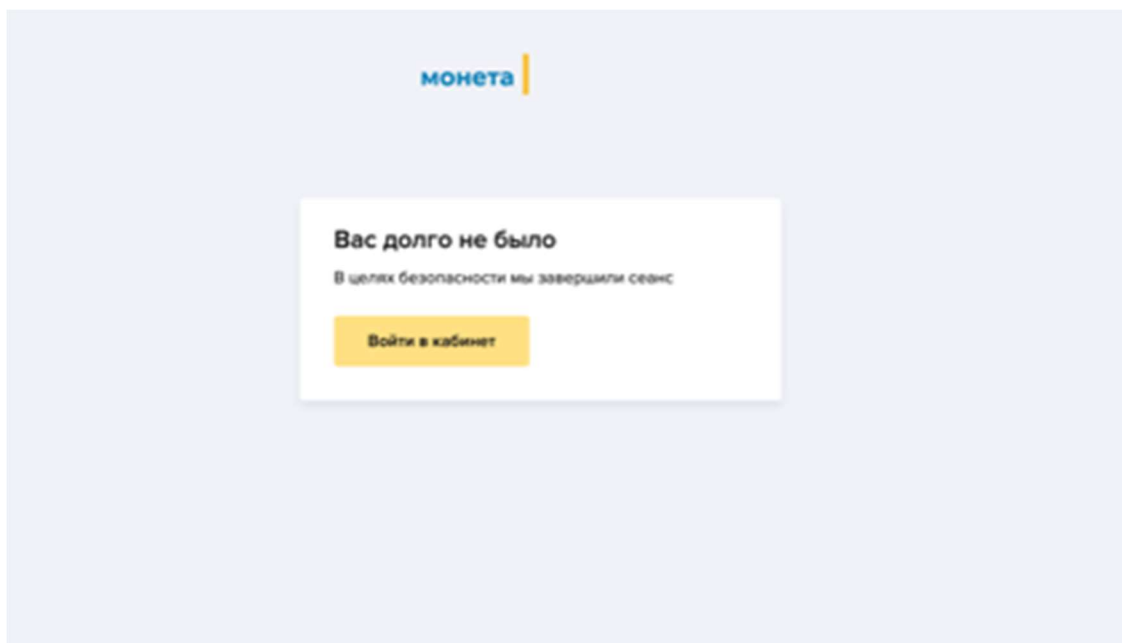 монета
Вас долго не было
В целях безопасности мы завершили сеанс
Войти в кабинет